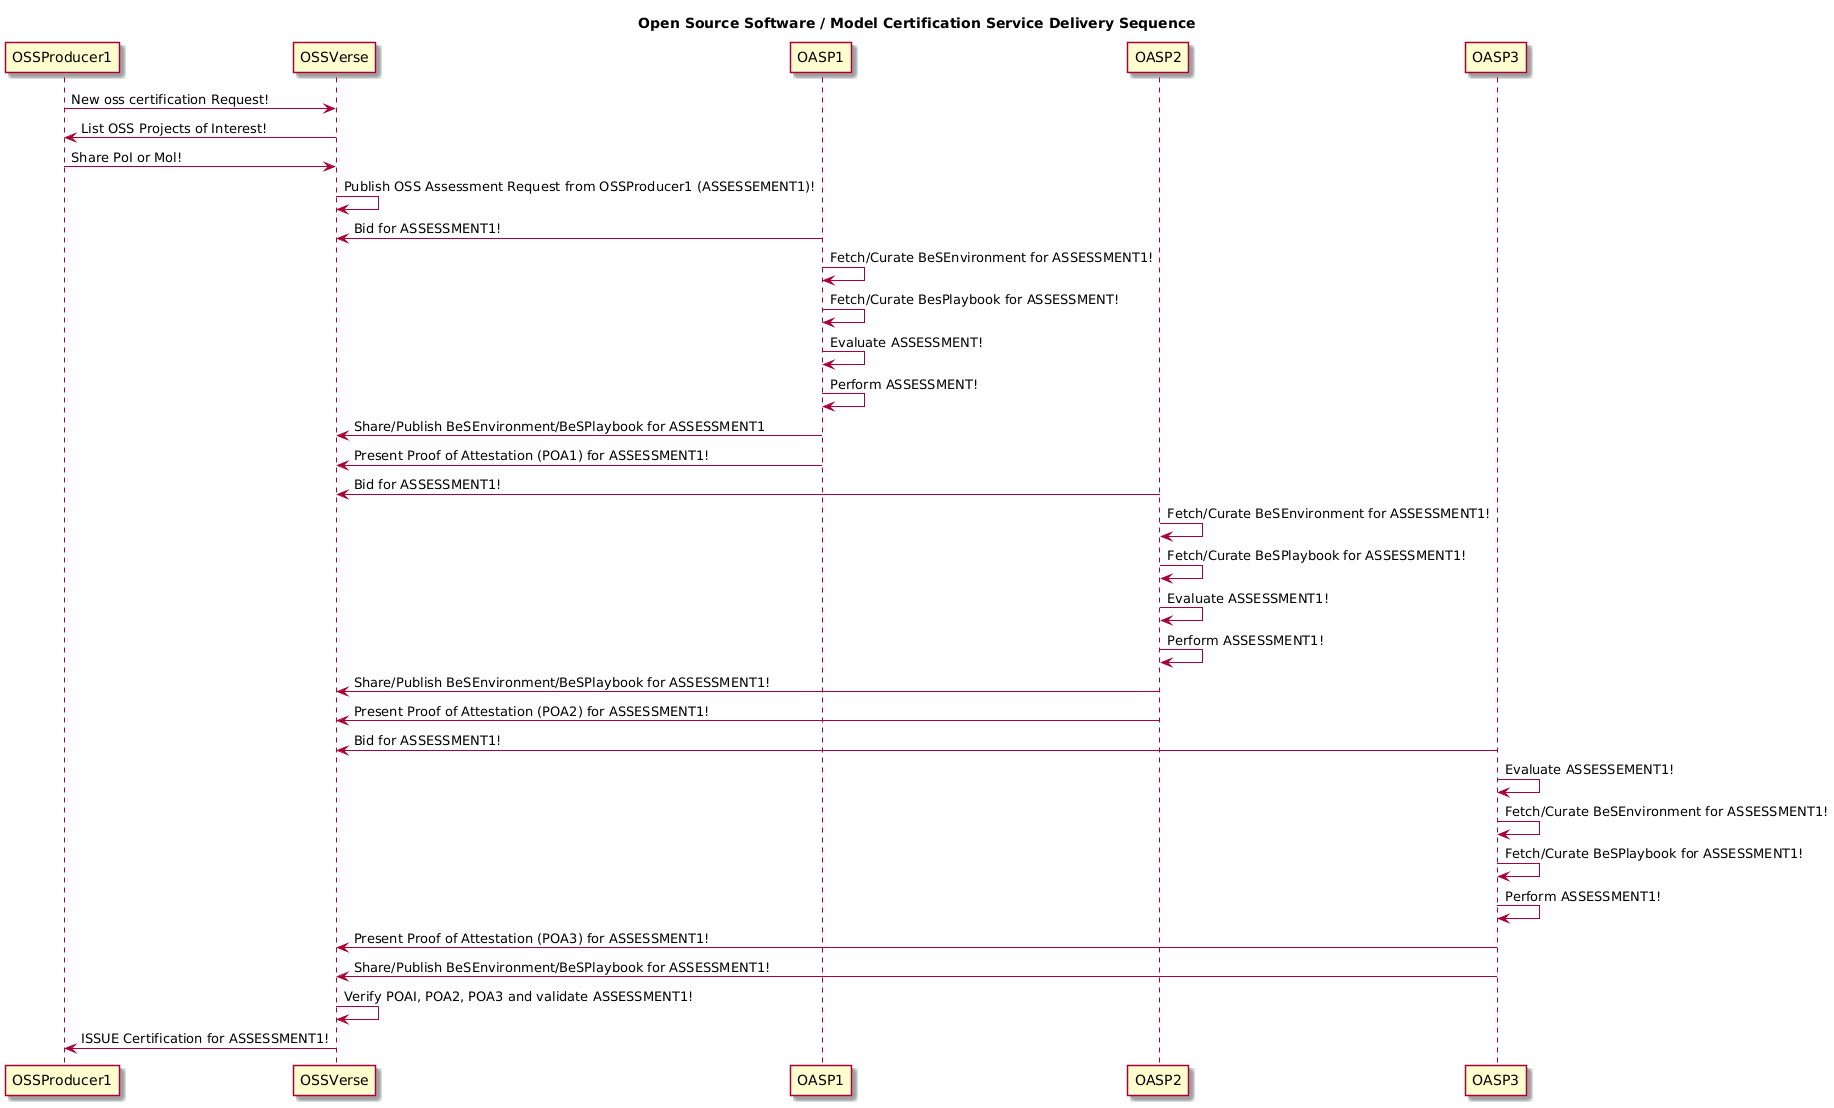 Open Source Software / Model Certification Service Delivery Sequence
OSSProducer1 OSSVerse OASP1 OASP2 OASP3
New oss certification Request!
List OSS Projects of Interest!
Share PoI or MoI!
Publish OSS Assessment Request from OSSProducer1 (ASSESSEMENT1)!
Bid for ASSESSMENT1!
Fetch/Curate BeSEnvironment for ASSESSMENT1!
Fetch/Curate BesPlaybook for ASSESSMENT!
Evaluate ASSESSMENT!
Perform ASSESSMENT!
Share/Publish BeSEnvironment/BeSPlaybook for ASSESSMENT1
Present Proof of Attestation (POA1) for ASSESSMENT1!
Bid for ASSESSMENT1!
Fetch/Curate BeSEnvironment for ASSESSMENT1!
Fetch/Curate BeSPlaybook for ASSESSMENT1!
Evaluate ASSESSMENT1!
Perform ASSESSMENT1!
Share/Publish BeSEnvironment/BeSPlaybook for ASSESSMENT1!
Present Proof of Attestation (POA2) for ASSESSMENT1!
Bid for ASSESSMENT1!
Evaluate ASSESSEMENT1!
Fetch/Curate BeSEnvironment for ASSESSMENT1!
Fetch/Curate BeSPlaybook for ASSESSMENT1!
Perform ASSESSMENT1!
Present Proof of Attestation (POA3) for ASSESSMENT1!
Share/Publish BeSEnvironment/BeSPlaybook for ASSESSMENT1!
Verify POAI, POA2, POA3 and validate ASSESSMENT1!
ISSUE Certification for ASSESSMENT1!
OSSProducer1 OSSVerse OASP1 OASP2 OASP3